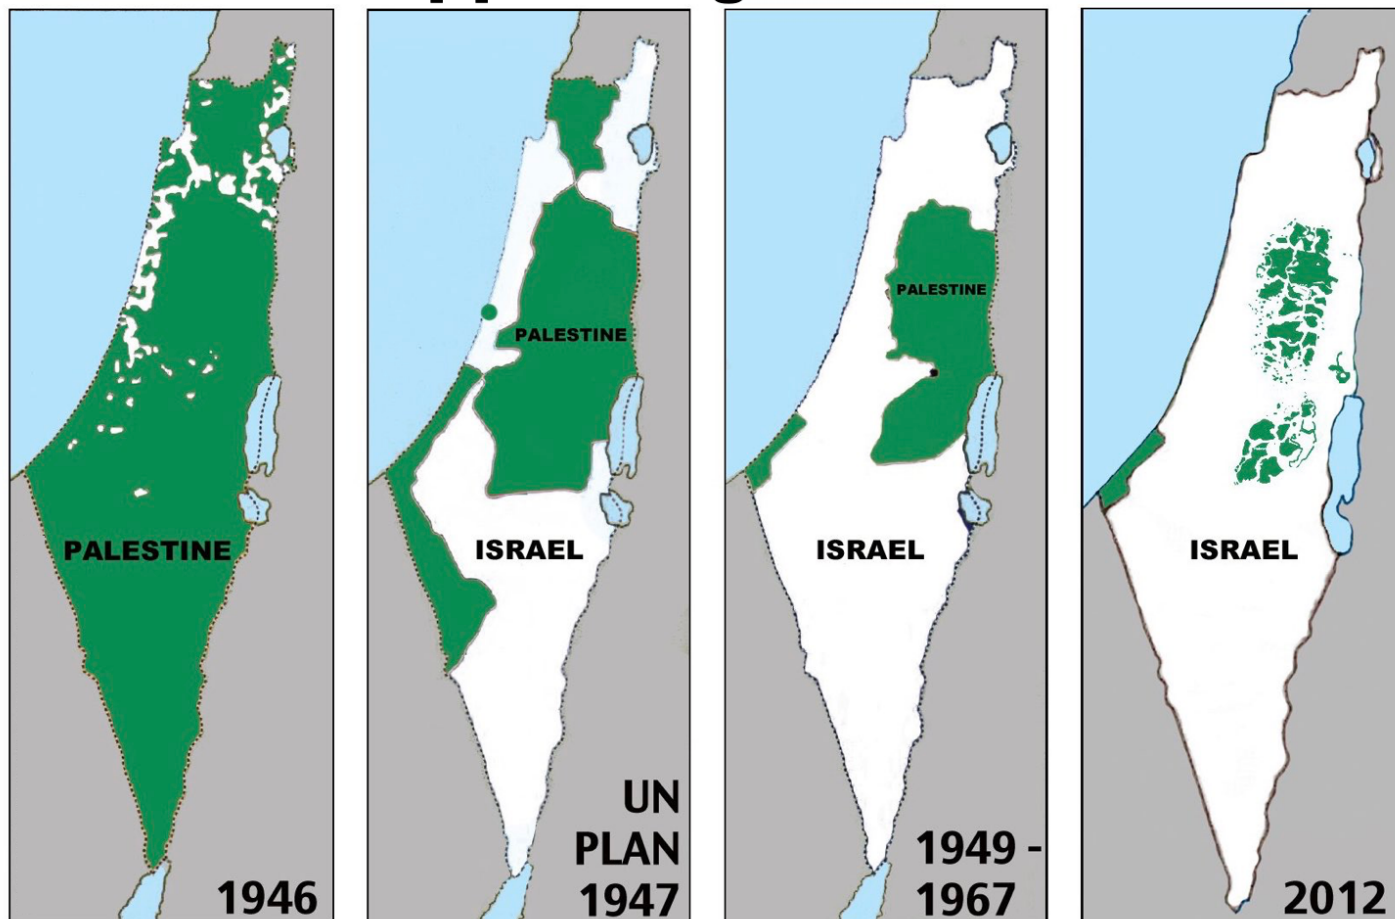 PALESTINE
1946
PALESTINE
ISRAEL
UN
PLAN
1947
PALESTINE
ISRAEL
1949 -
1967
ISRAEL
2012